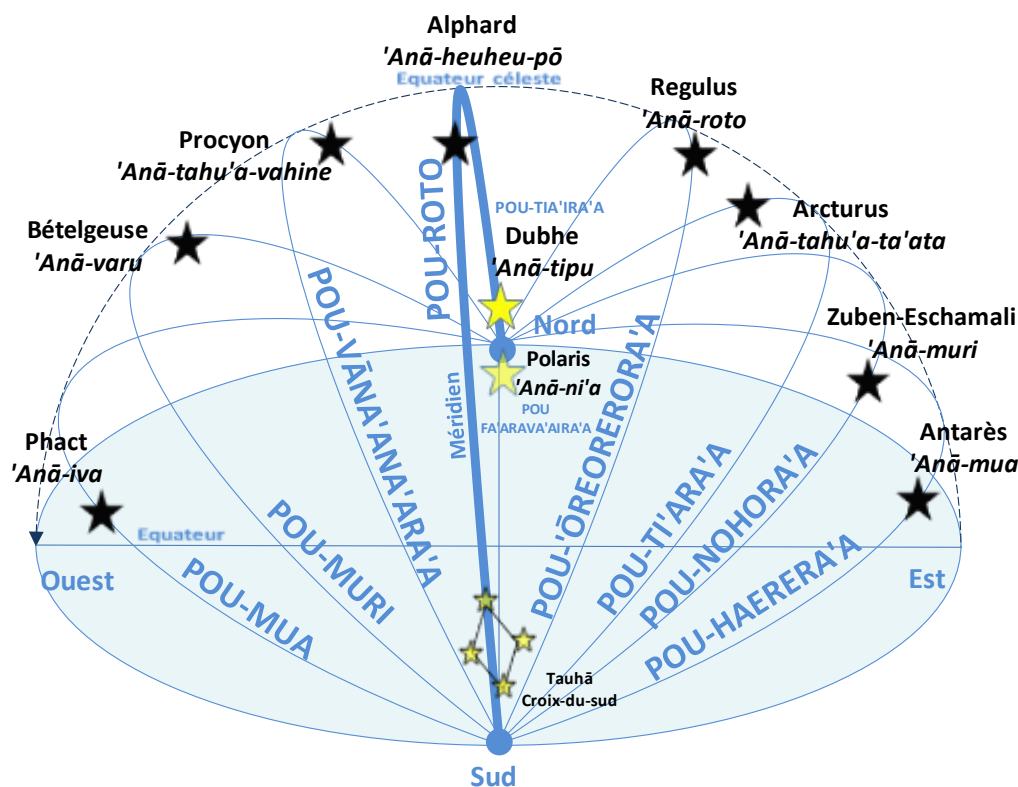 Alphard
'Anā-heuheu-pō
Equateur céleste
Regulus
'Anā-roto
Procyon
'Anā-tahu'a-vahine
POU-ROTO
POU-TIA'IRA'A
Dubhe
'Anā-tipu
Arcturus
'Anā-tahu'a-ta'ata
Bételgeuse
'Anā-varu
Nord
Zuben-Eschamali
'Anā-muri
Polaris
'Anā-ni'a
POU
FA'ARAVA'AIRA'A
Méridien
Phact
'Anā-iva
Antarès
'Anā-mua
POU-VĀNA'ANA'ARA'A
POU-'ŌREORERORA'A
Equateur
Ouest
Est
POU-MUA
POU-MURI
POU-TI'ARA'A
POU-NOHORA'A
POU-HAERERA'A
Tauhā
Croix-du-sud
Sud